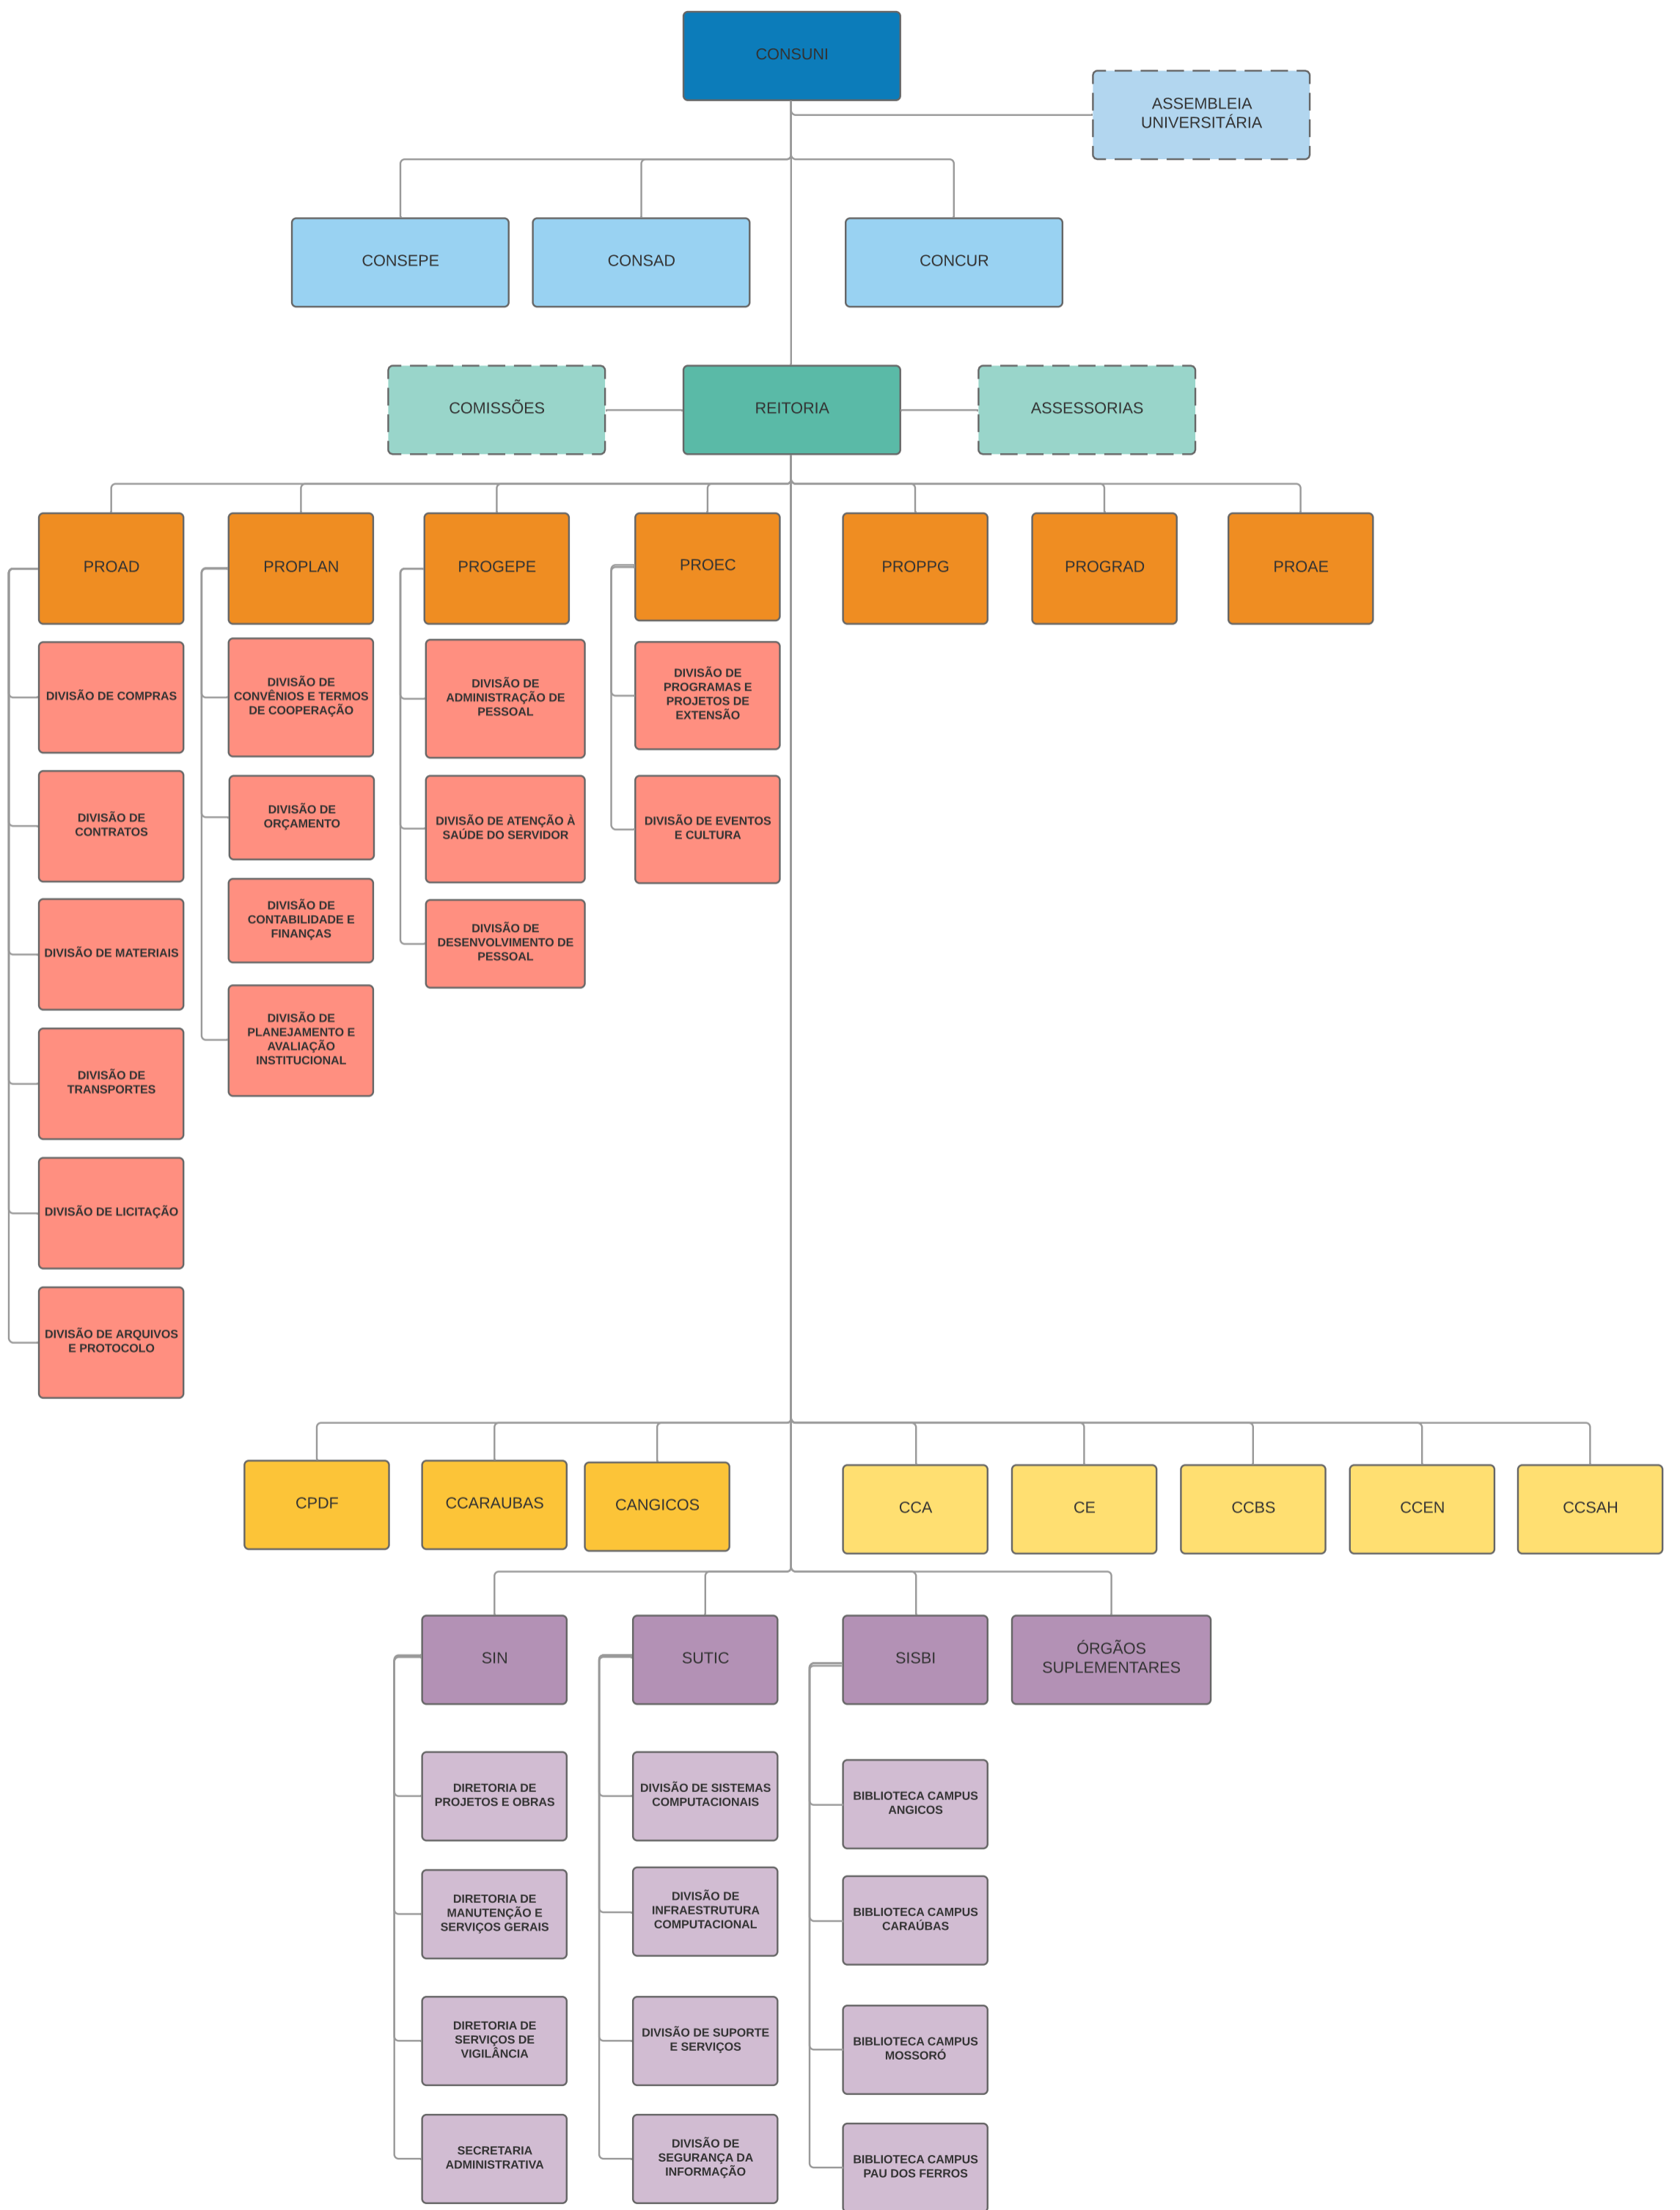 CONSUNI
ASSEMBLEIA
UNIVERSITÁRIA
CONSEPE
CONSAD
CONCUR
COMISSÕES
REITORIA
ASSESSORIAS
PROAD
PROPLAN
PROGEPE
PROEC
PROPPG
PROGRAD
PROAE
DIVISÃO DE COMPRAS
DIVISÃO DE
CONTRATOS
DIVISÃO DE MATERIAIS
DIVISÃO DE
TRANSPORTES
DIVISÃO DE LICITAÇÃO
DIVISÃO DE ARQUIVOS
E PROTOCOLO
DIVISÃO DE
CONVÊNIOS E TERMOS
DE COOPERAÇÃO
DIVISÃO DE
ORÇAMENTO
DIVISÃO DE
CONTABILIDADE E
FINANÇAS
DIVISÃO DE
PLANEJAMENTO E
AVALIAÇÃO
INSTITUCIONAL
DIVISÃO DE
ADMINISTRAÇÃO DE
PESSOAL
DIVISÃO DE ATENÇÃO À
SAÚDE DO SERVIDOR
DIVISÃO DE
DESENVOLVIMENTO DE
PESSOAL
DIVISÃO DE
PROGRAMAS E
PROJETOS DE
EXTENSÃO
DIVISÃO DE EVENTOS
E CULTURA
CPDF
CCARAUBAS
CANGICOS
CCA
CE
CCBS
CCEN
CCSAH
SIN
SUTIC
SISBI
ÓRGÃOS
SUPLEMENTARES
DIRETORIA DE
PROJETOS E OBRAS
DIRETORIA DE
MANUTENÇÃO E
SERVIÇOS GERAIS
DIRETORIA DE
SERVIÇOS DE
VIGILÂNCIA
SECRETARIA
ADMINISTRATIVA
DIVISÃO DE SISTEMAS
COMPUTACIONAIS
DIVISÃO DE
INFRAESTRUTURA
COMPUTACIONAL
DIVISÃO DE SUPORTE
E SERVIÇOS
DIVISÃO DE
SEGURANÇA DA
INFORMAÇÃO
BIBLIOTECA CAMPUS
ANGICOS
BIBLIOTECA CAMPUS
CARAÚBAS
BIBLIOTECA CAMPUS
MOSSORÓ
BIBLIOTECA CAMPUS
PAU DOS FERROS